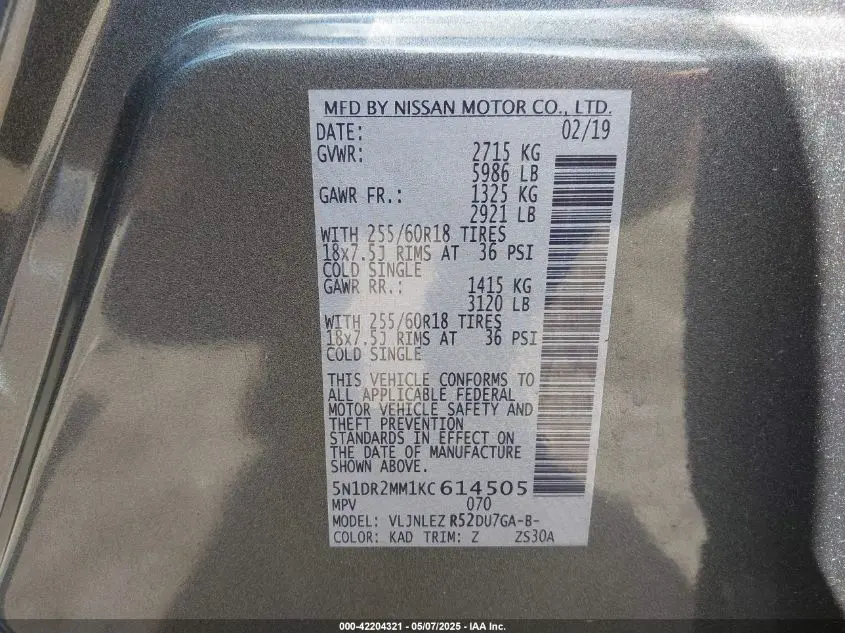 MFD BY NISSAN MOTOR CO., LTD.
DATE: 02/19
GVWR: 2715 KG
5986 LB
GAWR FR.: 1325 KG
2921 LB
WITH 255/60R18 TIRES
18x7.5J RIMS AT 36 PSI
COLD SINGLE
GAWR RR.: 1415 KG
3120 LB
WITH 255/60R18 TIRES
18x7.5J RIMS AT 36 PSI
COLD SINGLE
THIS VEHICLE CONFORMS TO
ALL APPLICABLE FEDERAL
MOTOR VEHICLE SAFETY AND
THEFT PREVENTION
STANDARDS IN EFFECT ON
THE DATE OF MANUFACTURE
SHOWN ABOVE.
5N1DR2MM1KC614505
MPV 070
MODEL: VLJNLEZ R52DU7GA-B-
COLOR: KAD TRIM: Z ZS30A
000-42204321 - 05/07/2025 - IAA Inc.